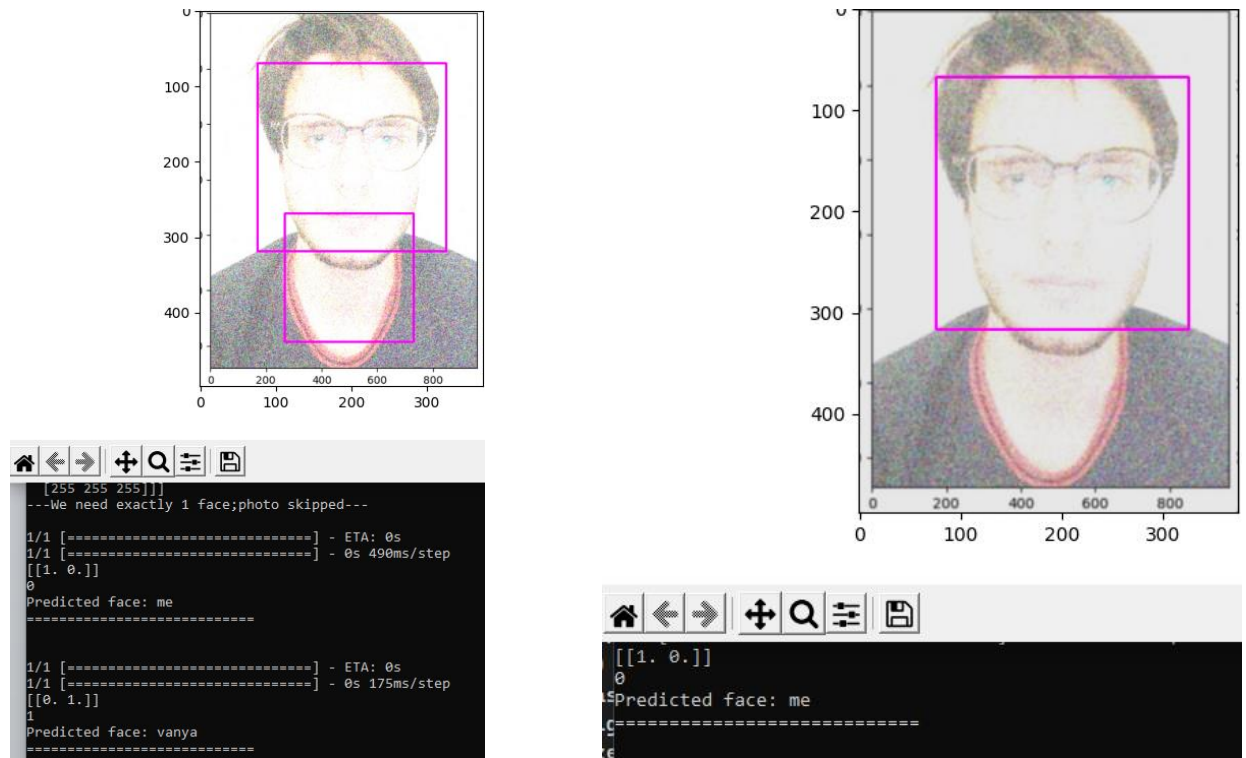 0
100
200
300
400
0 200 400 600 800
0 100 200 300
[255 255 255]]]
---We need exactly 1 face;photo skipped---
1/1 [==============================] - ETA: 0s
1/1 [==============================] - 0s 490ms/step
[[1. 0.]]
0
Predicted face: me
============================
1/1 [==============================] - ETA: 0s
1/1 [==============================] - 0s 175ms/step
[[0. 1.]]
1
Predicted face: vanya
============================
0
100
200
300
400
0 200 400 600 800
0 100 200 300
[[1. 0.]]
0
Predicted face: me
============================